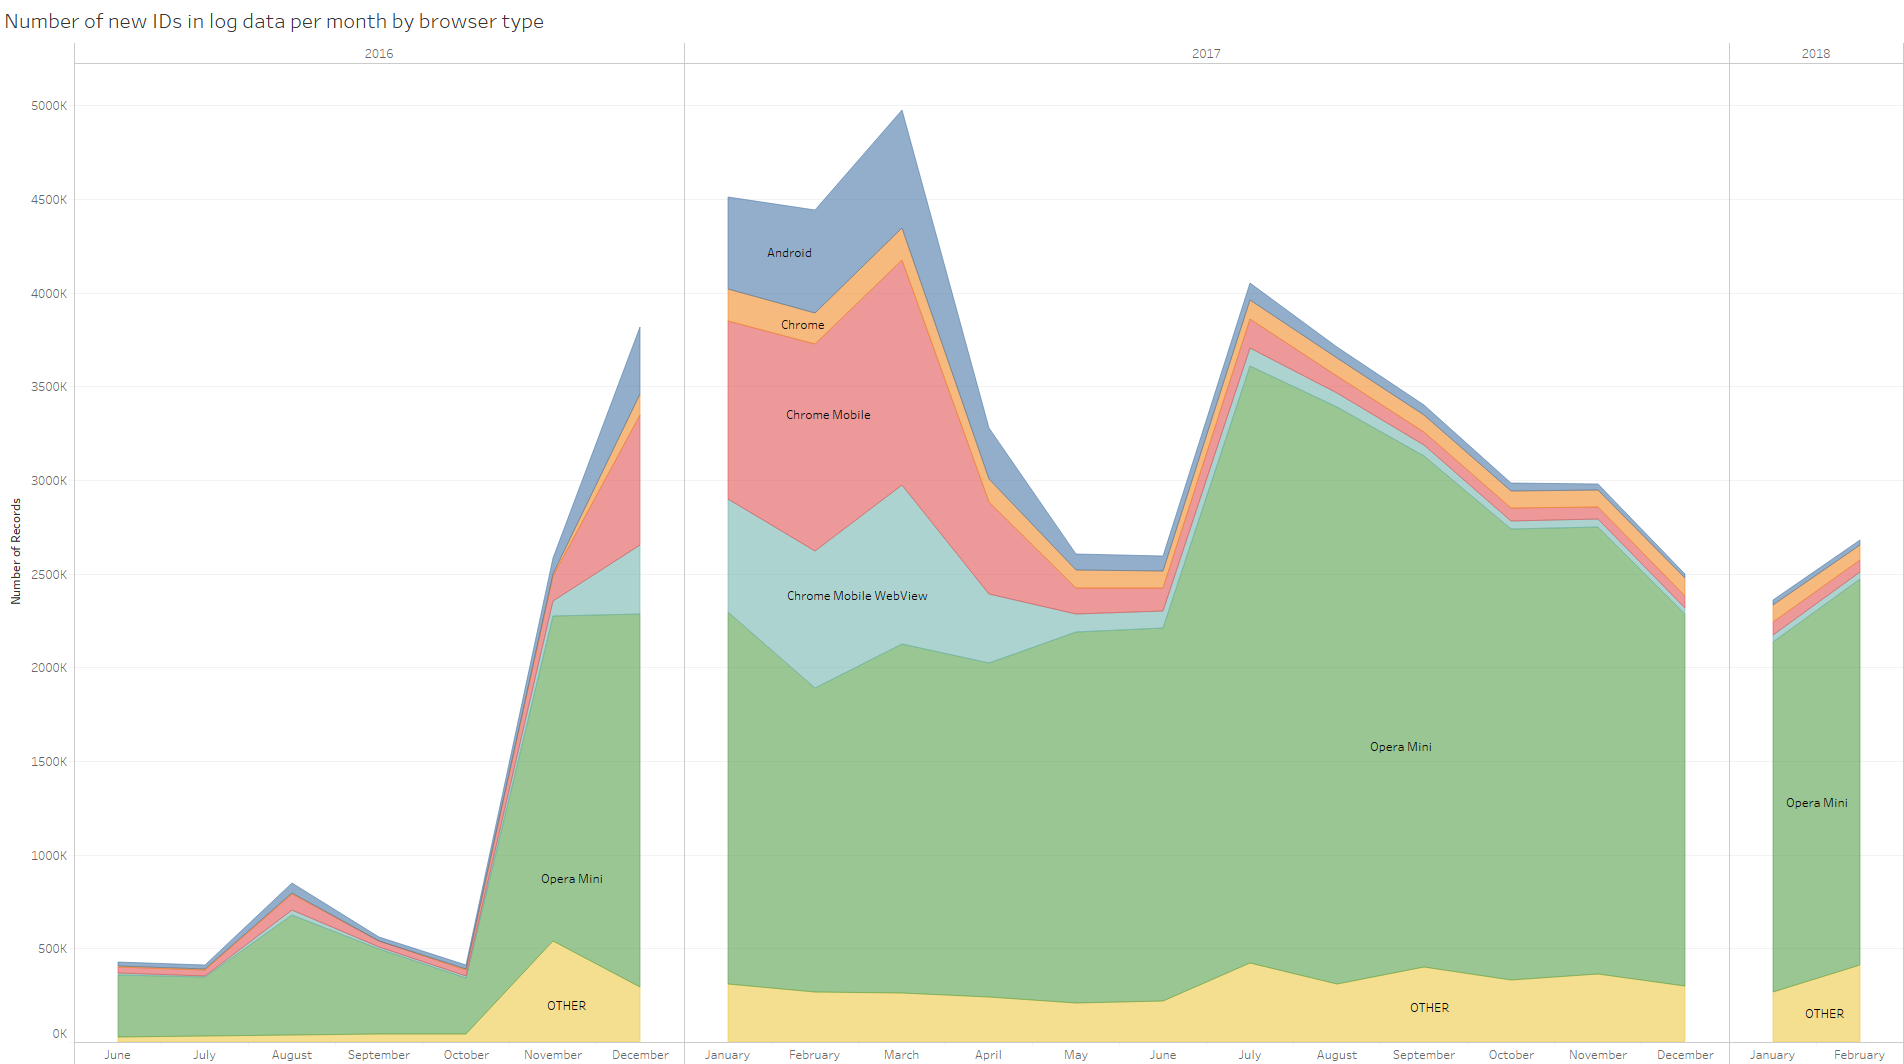 Number of new IDs in log data per month by browser type
2016 2017 2018
5000K
4500K
Android
4000K
Chrome
3500K
Chrome Mobile
3000K
Number of Records
2500K
Chrome Mobile WebView
2000K
Opera Mini
1500K
Opera Mini
1000K
Opera Mini
500K
OTHER
OTHER
OTHER
0K
June July August September October November December January February March April May June July August September October November December January February